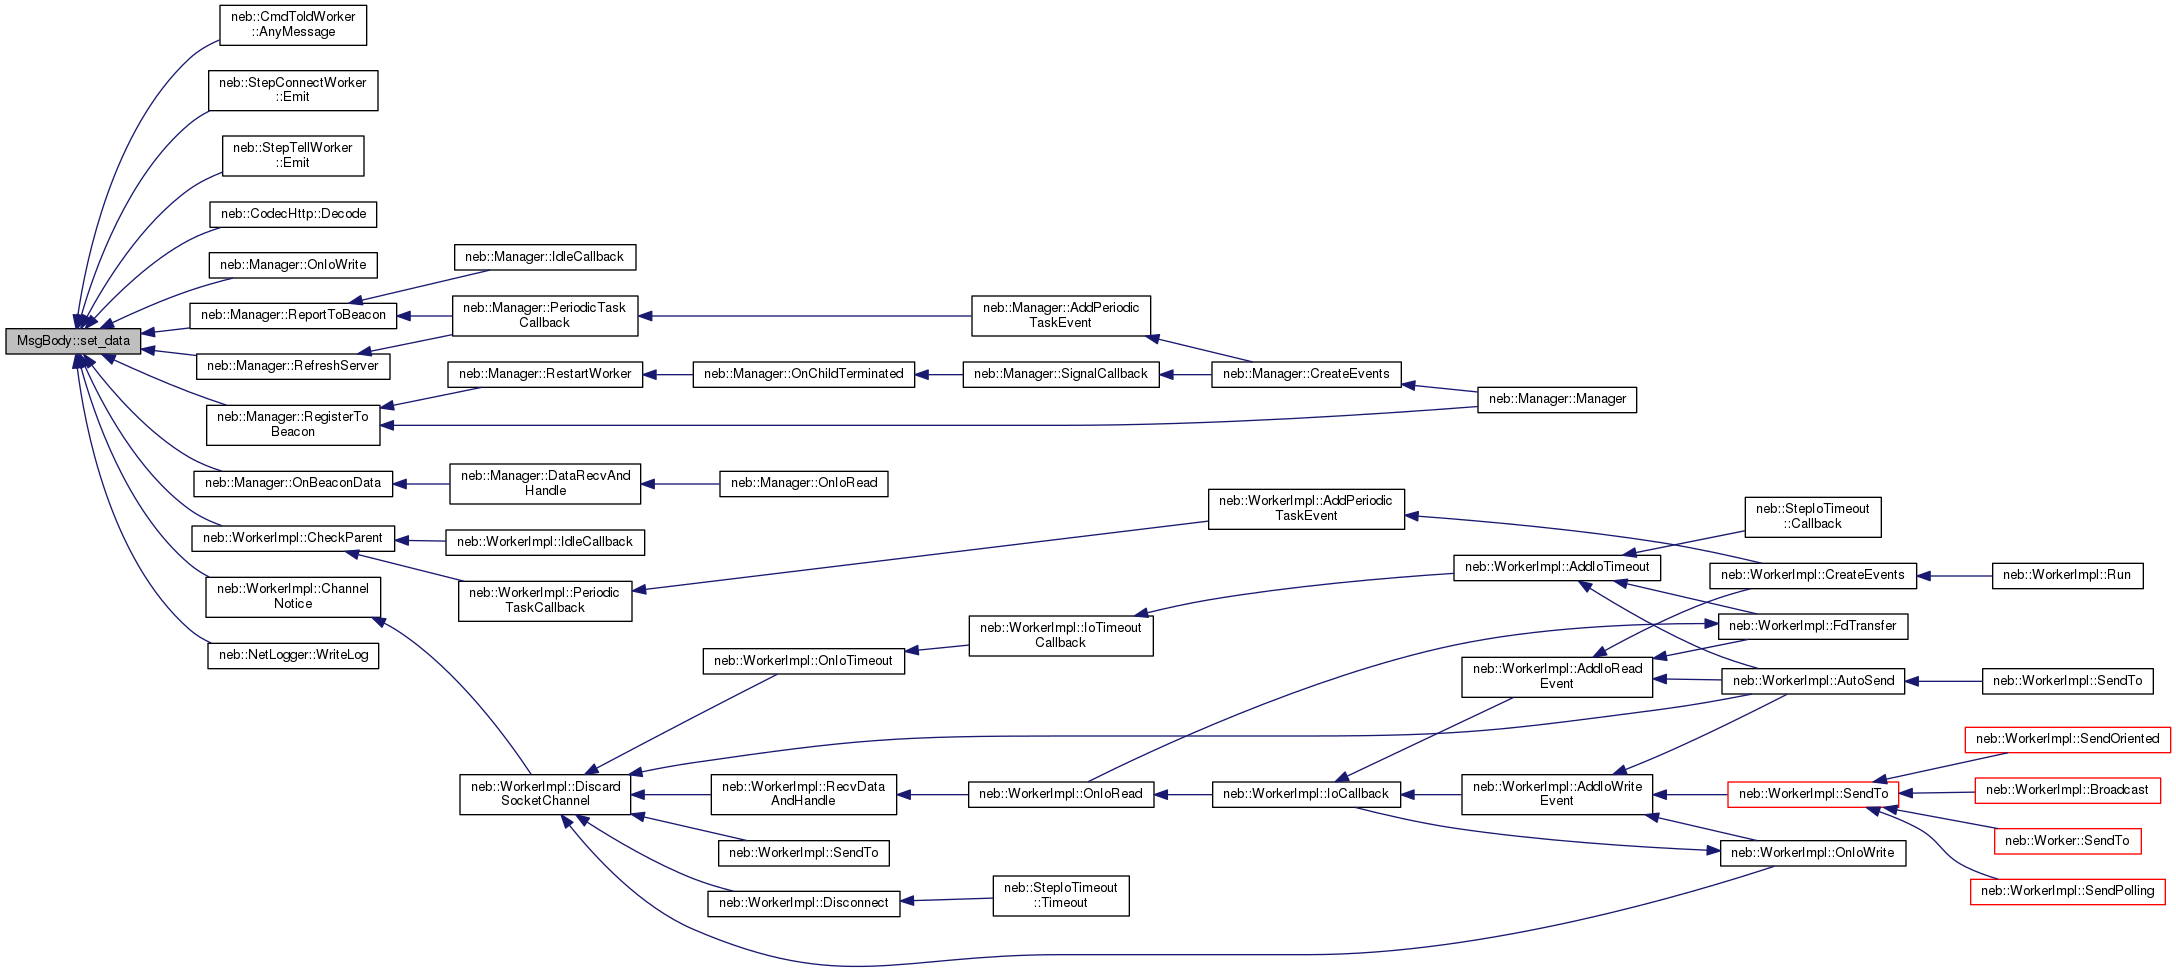 neb::CmdToldWorker
::AnyMessage
neb::StepConnectWorker
::Emit
neb::StepTellWorker
::Emit
neb::CodecHttp::Decode
neb::Manager::OnIoWrite
neb::Manager::ReportToBeacon
MsgBody::set_data
neb::Manager::RefreshServer
neb::Manager::RegisterTo
Beacon
neb::Manager::OnBeaconData
neb::WorkerImpl::CheckParent
neb::WorkerImpl::Channel
Notice
neb::NetLogger::WriteLog
neb::Manager::IdleCallback
neb::Manager::PeriodicTask
Callback
neb::Manager::RestartWorker
neb::Manager::DataRecvAnd
Handle
neb::WorkerImpl::IdleCallback
neb::WorkerImpl::Periodic
TaskCallback
neb::WorkerImpl::Discard
SocketChannel
neb::Manager::OnChildTerminated
neb::Manager::OnIoRead
neb::WorkerImpl::OnIoTimeout
neb::WorkerImpl::RecvData
AndHandle
neb::WorkerImpl::SendTo
neb::WorkerImpl::Disconnect
neb::Manager::AddPeriodic
TaskEvent
neb::Manager::SignalCallback
neb::WorkerImpl::IoTimeout
Callback
neb::WorkerImpl::OnIoRead
neb::StepIoTimeout
::Timeout
neb::Manager::CreateEvents
neb::WorkerImpl::AddPeriodic
TaskEvent
neb::WorkerImpl::IoCallback
neb::Manager::Manager
neb::WorkerImpl::AddIoTimeout
neb::WorkerImpl::AddIoRead
Event
neb::WorkerImpl::AddIoWrite
Event
neb::StepIoTimeout
::Callback
neb::WorkerImpl::CreateEvents
neb::WorkerImpl::FdTransfer
neb::WorkerImpl::AutoSend
neb::WorkerImpl::SendTo
neb::WorkerImpl::OnIoWrite
neb::WorkerImpl::Run
neb::WorkerImpl::SendTo
neb::WorkerImpl::SendOriented
neb::WorkerImpl::Broadcast
neb::Worker::SendTo
neb::WorkerImpl::SendPolling